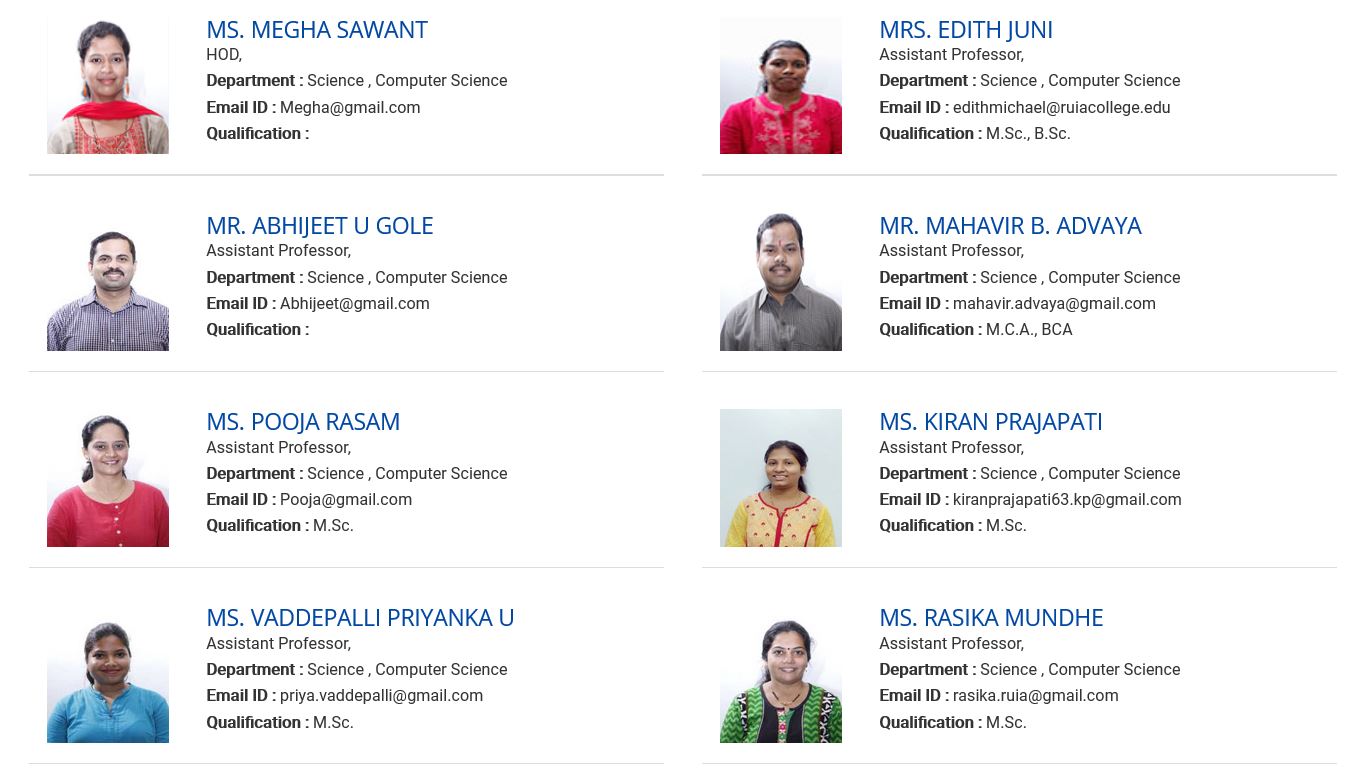 MS. MEGHA SAWANT
HOD,
Department : Science , Computer Science
Email ID : Megha@gmail.com
Qualification :
MRS. EDITH JUNI
Assistant Professor,
Department : Science , Computer Science
Email ID : edithmichael@ruiacollege.edu
Qualification : M.Sc., B.Sc.
MR. ABHIJEET U GOLE
Assistant Professor,
Department : Science , Computer Science
Email ID : Abhijeet@gmail.com
Qualification :
MR. MAHAVIR B. ADVAYA
Assistant Professor,
Department : Science , Computer Science
Email ID : mahavir.advaya@gmail.com
Qualification : M.C.A., BCA
MS. POOJA RASAM
Assistant Professor,
Department : Science , Computer Science
Email ID : Pooja@gmail.com
Qualification : M.Sc.
MS. KIRAN PRAJAPATI
Assistant Professor,
Department : Science , Computer Science
Email ID : kiranprajapati63.kp@gmail.com
Qualification : M.Sc.
MS. VADDEPALLI PRIYANKA U
Assistant Professor,
Department : Science , Computer Science
Email ID : priya.vaddepalli@gmail.com
Qualification : M.Sc.
MS. RASIKA MUNDHE
Assistant Professor,
Department : Science , Computer Science
Email ID : rasika.ruia@gmail.com
Qualification : M.Sc.